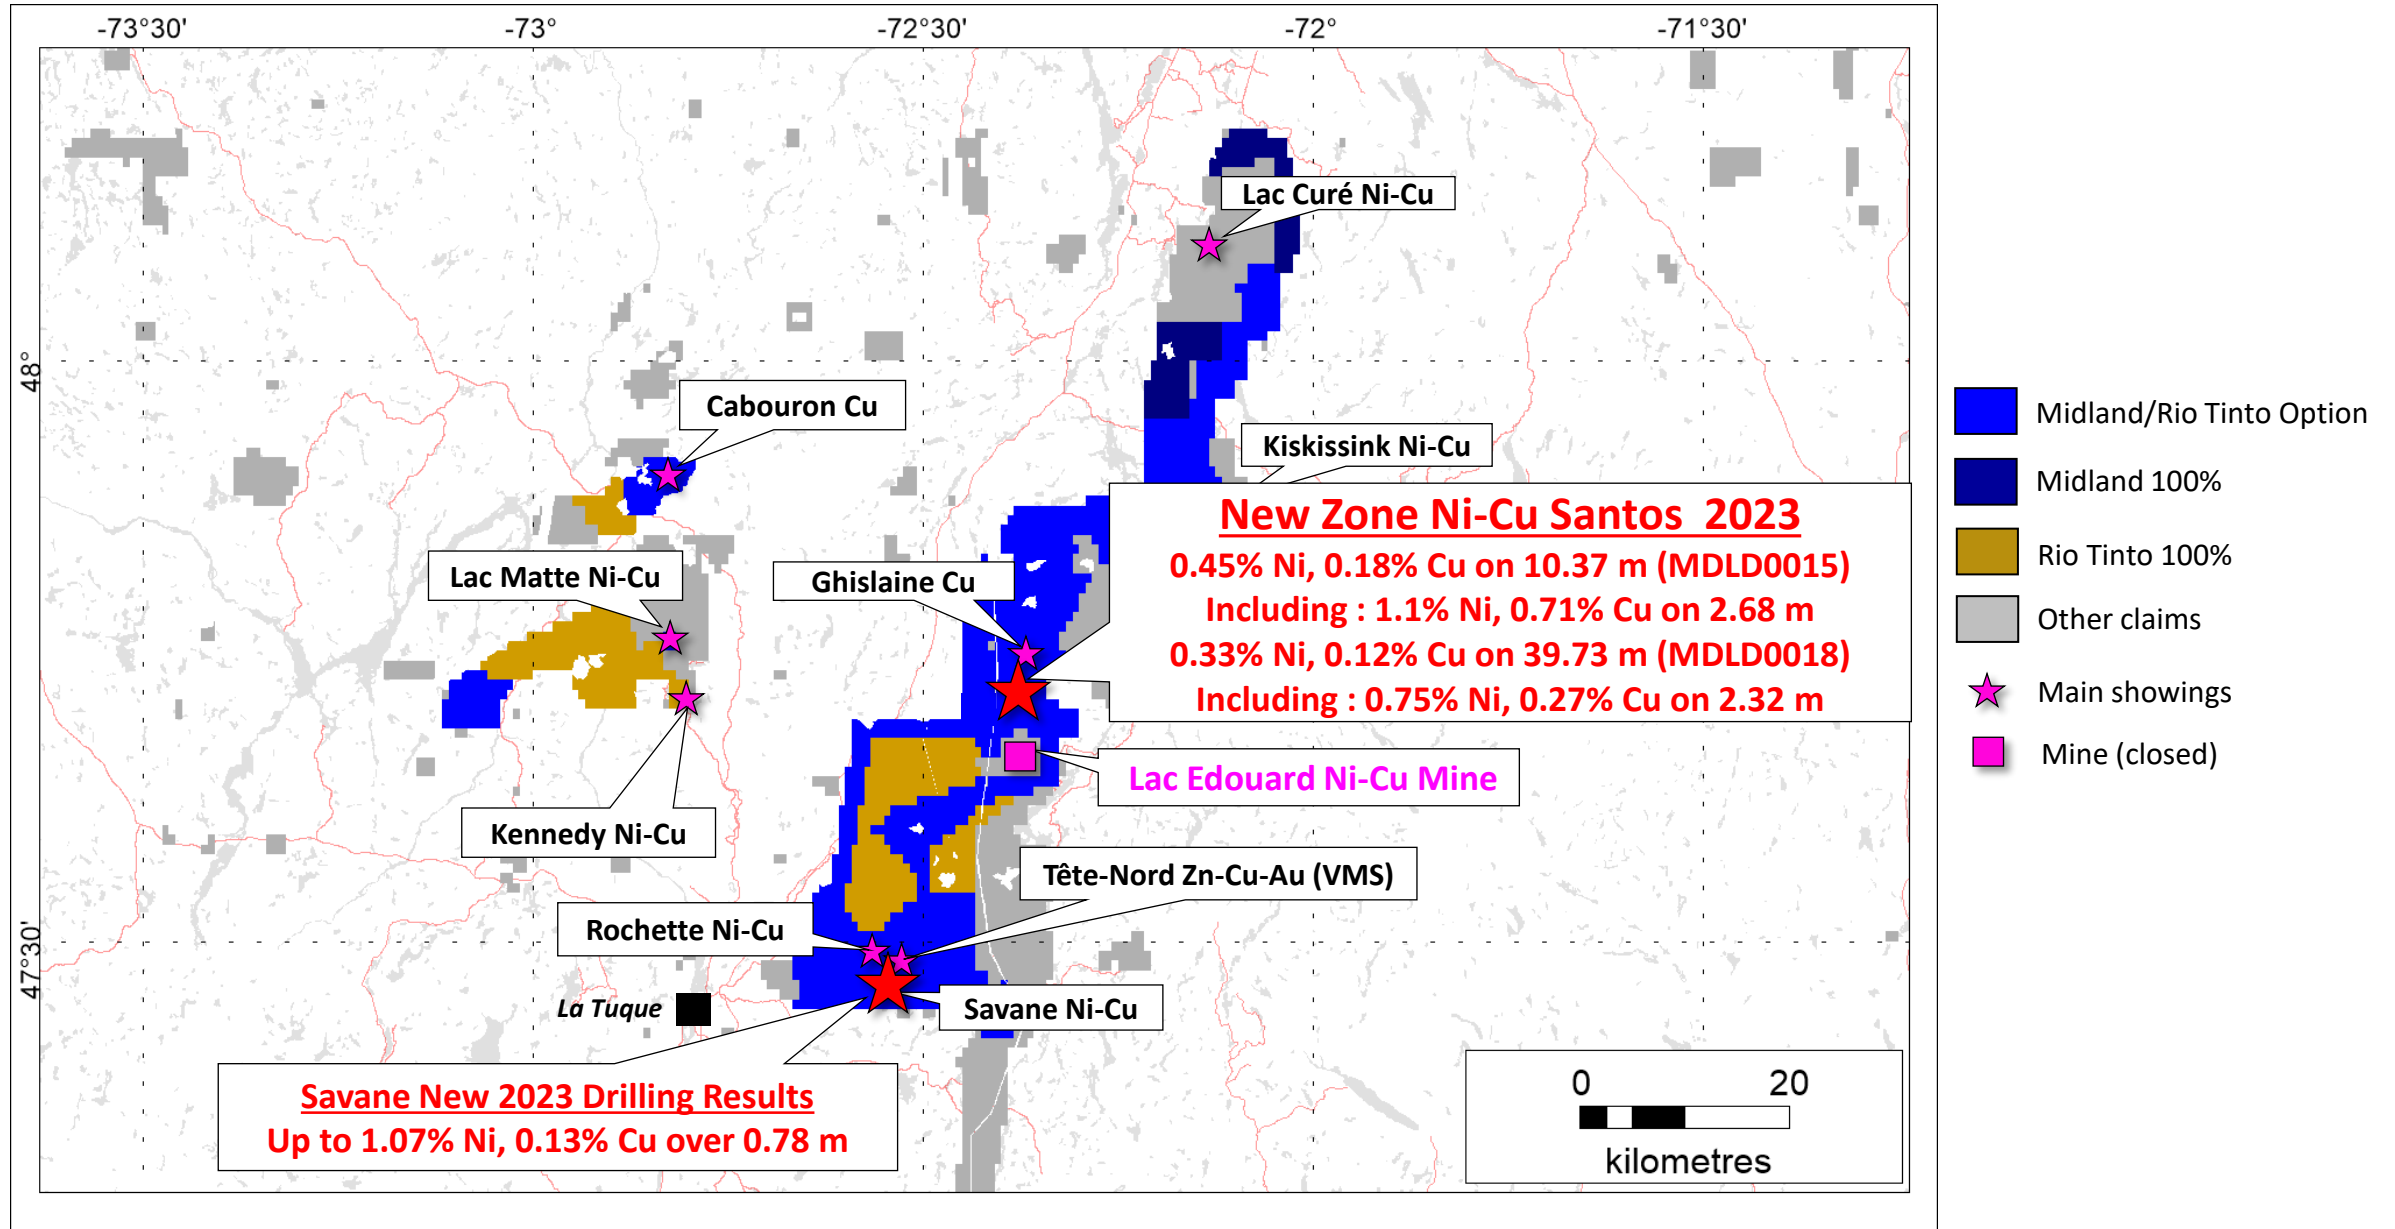 -73°30'
-73°
-72°30'
-72°
-71°30'
48°
47°30'
Lac Curé Ni-Cu
Cabouron Cu
Kiskissink Ni-Cu
New Zone Ni-Cu Santos 2023
0.45% Ni, 0.18% Cu on 10.37 m (MDLD0015)
Including : 1.1% Ni, 0.71% Cu on 2.68 m
0.33% Ni, 0.12% Cu on 39.73 m (MDLD0018)
Including : 0.75% Ni, 0.27% Cu on 2.32 m
Lac Matte Ni-Cu
Ghislaine Cu
Lac Edouard Ni-Cu Mine
Kennedy Ni-Cu
Tête-Nord Zn-Cu-Au (VMS)
Rochette Ni-Cu
La Tuque
Savane Ni-Cu
Savane New 2023 Drilling Results
Up to 1.07% Ni, 0.13% Cu over 0.78 m
0 20
kilometres
Midland/Rio Tinto Option
Midland 100%
Rio Tinto 100%
Other claims
Main showings
Mine (closed)